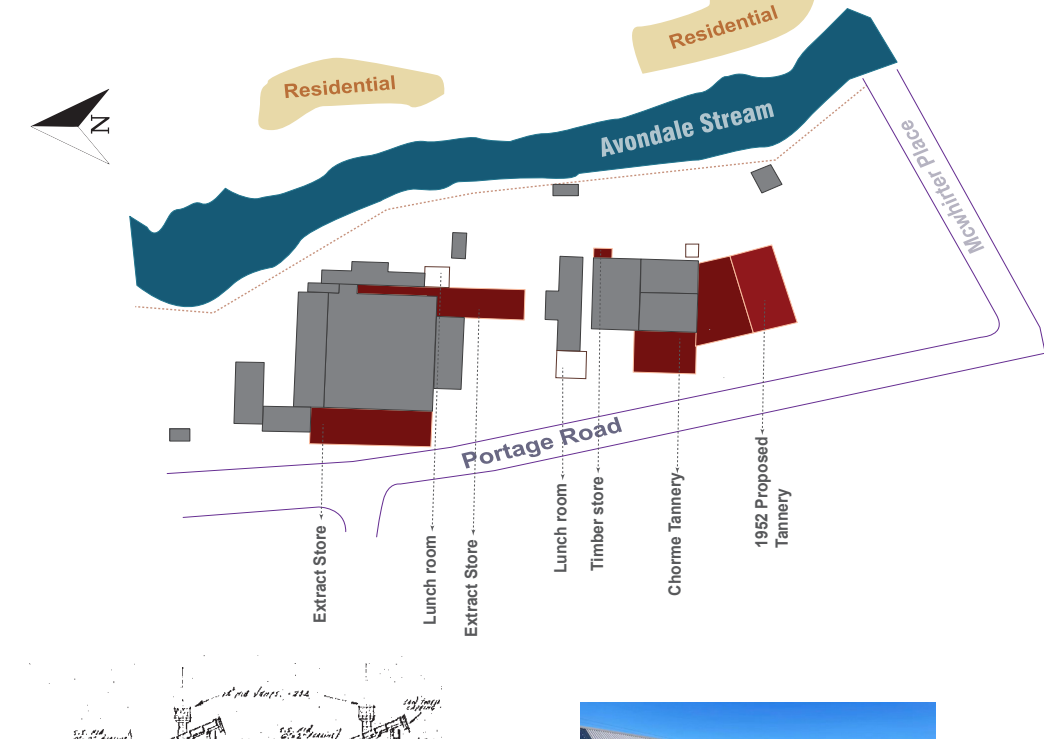 Residential
Residential
Avondale Stream
Mcwhirter Place
N
Portage Road
Extract Store
Lunch room
Extract Store
Lunch room
Timber store
Chorme Tannery
1952 Proposed
Tannery